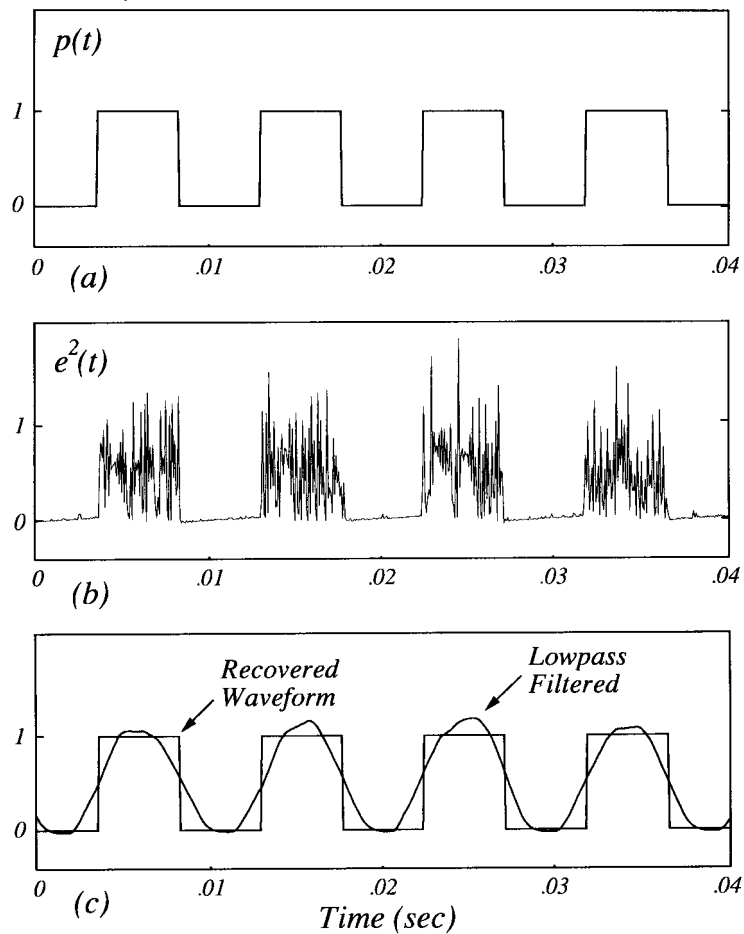 p(t)
1
0
0 .01 .02 .03 .04
(a)
e²(t)
1
0
0 .01 .02 .03 .04
(b)
Recovered
Waveform
Lowpass
Filtered
1
0
0 .01 .02 .03 .04
(c)
Time (sec)